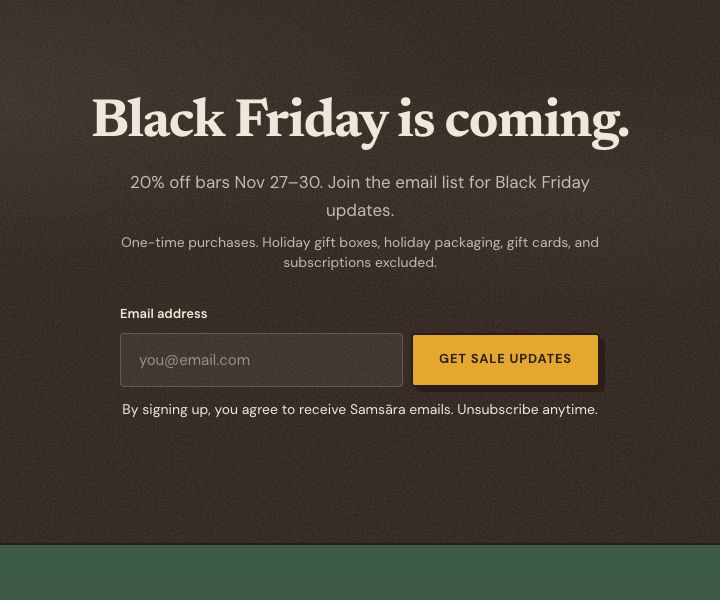 Black Friday is coming.
20% off bars Nov 27–30. Join the email list for Black Friday
updates.
One-time purchases. Holiday gift boxes, holiday packaging, gift cards, and
subscriptions excluded.
Email address
you@email.com
GET SALE UPDATES
By signing up, you agree to receive Samsāra emails. Unsubscribe anytime.